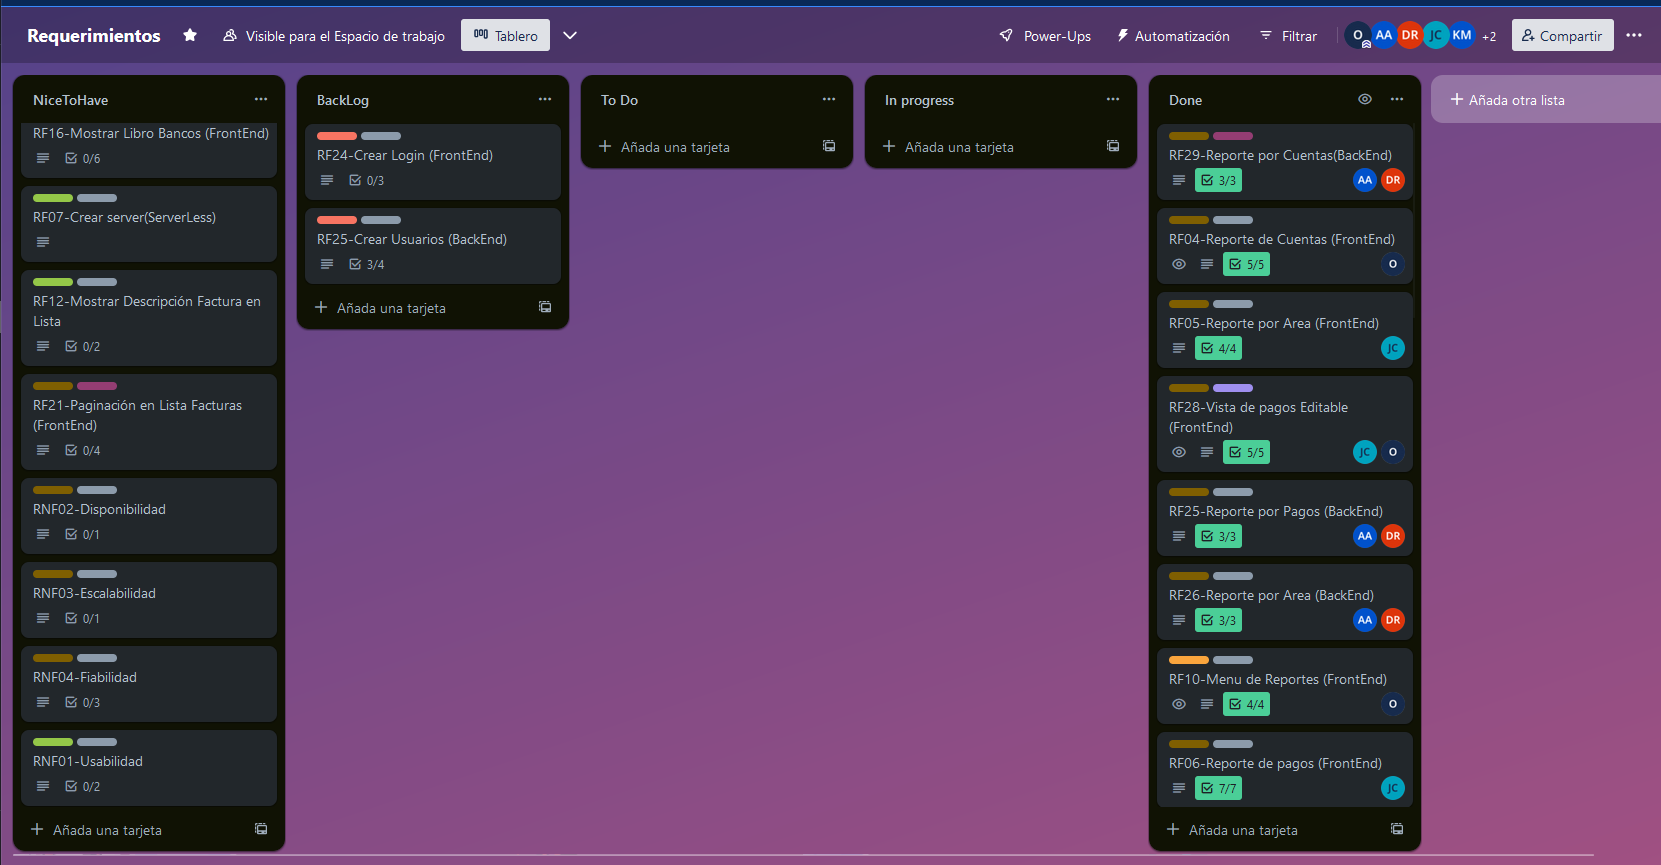 Requerimientos
Visible para el Espacio de trabajo
Tablero
Power-Ups
Automatización
Filtrar
O
AA
DR
JC
KM
+2
Compartir
NiceToHave
RF16-Mostrar Libro Bancos (FrontEnd)
0/6
RF07-Crear server(ServerLess)
RF12-Mostrar Descripción Factura en
Lista
0/2
RF21-Paginación en Lista Facturas
(FrontEnd)
0/4
RNF02-Disponibilidad
0/1
RNF03-Escalabilidad
0/1
RNF04-Fiabilidad
0/3
RNF01-Usabilidad
0/2
Añada una tarjeta
BackLog
RF24-Crear Login (FrontEnd)
0/3
RF25-Crear Usuarios (BackEnd)
3/4
Añada una tarjeta
To Do
Añada una tarjeta
In progress
Añada una tarjeta
Done
RF29-Reporte por Cuentas(BackEnd)
3/3
AA
DR
RF04-Reporte de Cuentas (FrontEnd)
5/5
O
RF05-Reporte por Area (FrontEnd)
4/4
JC
RF28-Vista de pagos Editable
(FrontEnd)
5/5
JC
O
RF25-Reporte por Pagos (BackEnd)
3/3
AA
DR
RF26-Reporte por Area (BackEnd)
3/3
AA
DR
RF10-Menu de Reportes (FrontEnd)
4/4
O
RF06-Reporte de pagos (FrontEnd)
7/7
JC
Añada una tarjeta
Añada otra lista